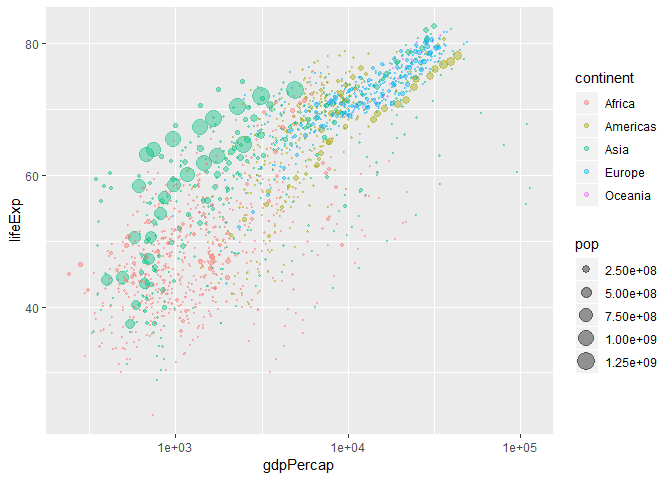 80
60
40
lifeExp
1e+03
1e+04
1e+05
gdpPercap
continent
Africa
Americas
Asia
Europe
Oceania
pop
2.50e+08
5.00e+08
7.50e+08
1.00e+09
1.25e+09